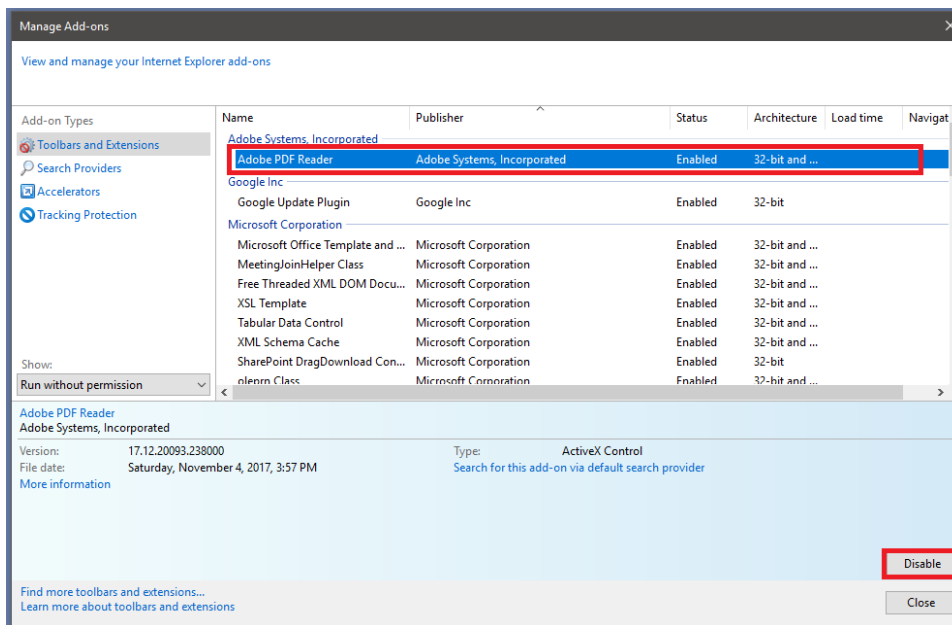 Manage Add-ons
View and manage your Internet Explorer add-ons
Add-on Types
Toolbars and Extensions
Search Providers
Accelerators
Tracking Protection
Show:
Run without permission
Name Publisher Status Architecture Load time Navigat
Adobe Systems, Incorporated
Adobe PDF Reader Adobe Systems, Incorporated Enabled 32-bit and ...
Google Inc
Google Update Plugin Google Inc Enabled 32-bit
Microsoft Corporation
Microsoft Office Template and ... Microsoft Corporation Enabled 32-bit and ...
MeetingJoinHelper Class Microsoft Corporation Enabled 32-bit and ...
Free Threaded XML DOM Docu... Microsoft Corporation Enabled 32-bit and ...
XSL Template Microsoft Corporation Enabled 32-bit and ...
Tabular Data Control Microsoft Corporation Enabled 32-bit and ...
XML Schema Cache Microsoft Corporation Enabled 32-bit and ...
SharePoint DragDownload Con... Microsoft Corporation Enabled 32-bit
oleprn Class Microsoft Corporation Enabled 32-bit and ...
Adobe PDF Reader
Adobe Systems, Incorporated
Version: 17.12.20093.238000 Type: ActiveX Control
File date: Saturday, November 4, 2017, 3:57 PM Search for this add-on via default search provider
More information
Disable
Find more toolbars and extensions...
Learn more about toolbars and extensions
Close